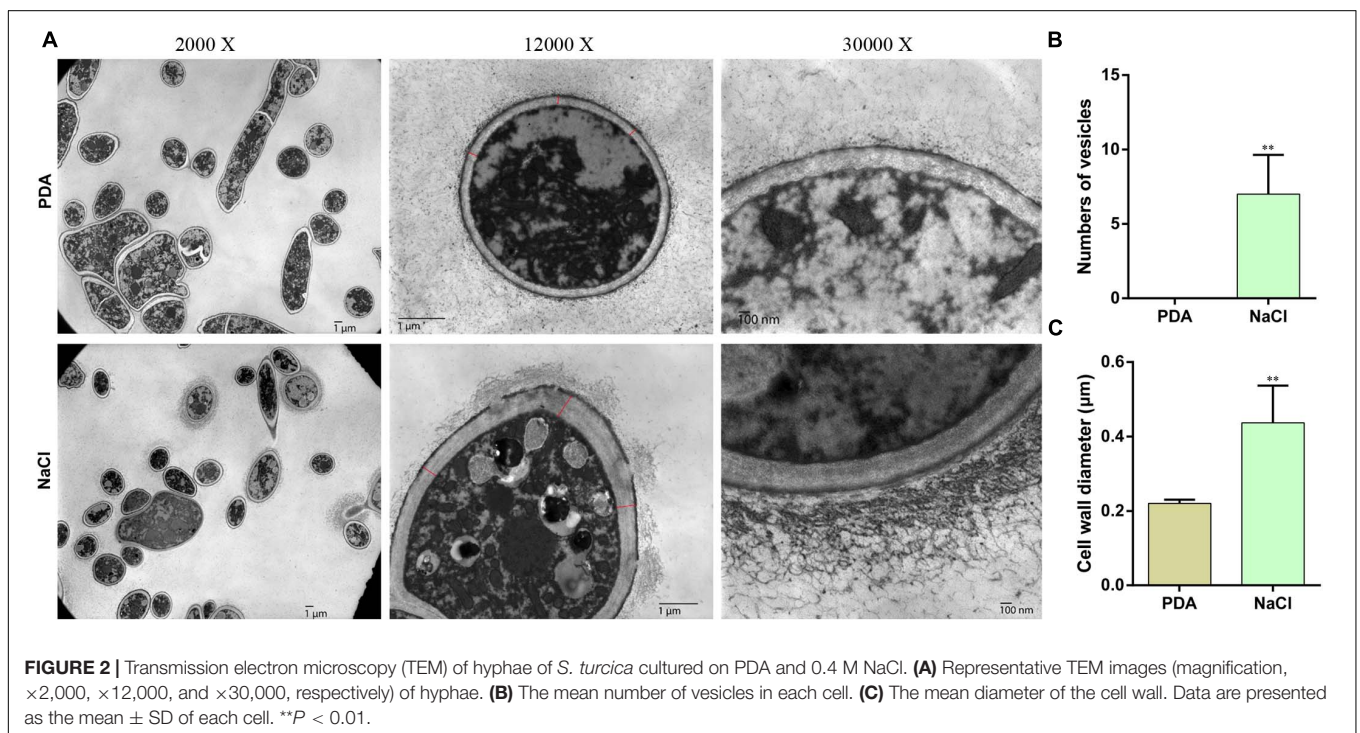 A
2000 X
12000 X
30000 X
PDA
1 µm
1 µm
100 nm
NaCl
1 µm
1 µm
100 nm
B
Numbers of vesicles
15
10
5
0
**
PDA
NaCl
C
Cell wall diameter (µm)
0.6
0.4
0.2
0.0
**
PDA
NaCl
FIGURE 2 | Transmission electron microscopy (TEM) of hyphae of S. turcica cultured on PDA and 0.4 M NaCl. (A) Representative TEM images (magnification,
×2,000, ×12,000, and ×30,000, respectively) of hyphae. (B) The mean number of vesicles in each cell. (C) The mean diameter of the cell wall. Data are presented
as the mean ± SD of each cell. **P < 0.01.